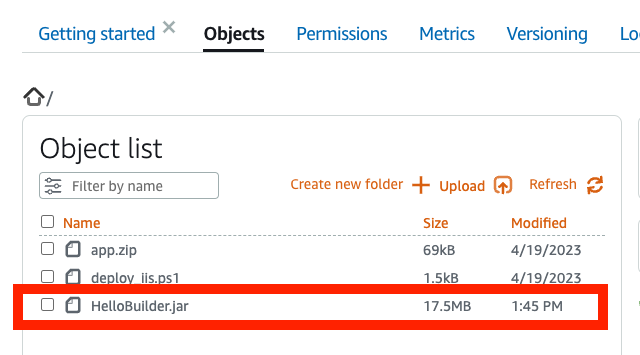 Getting started Objects Permissions Metrics Versioning Lo
/
Object list
Filter by name Create new folder Upload Refresh
Name Size Modified
app.zip 69kB 4/19/2023
deploy_iis.ps1 1.5kB 4/19/2023
HelloBuilder.jar 17.5MB 1:45 PM